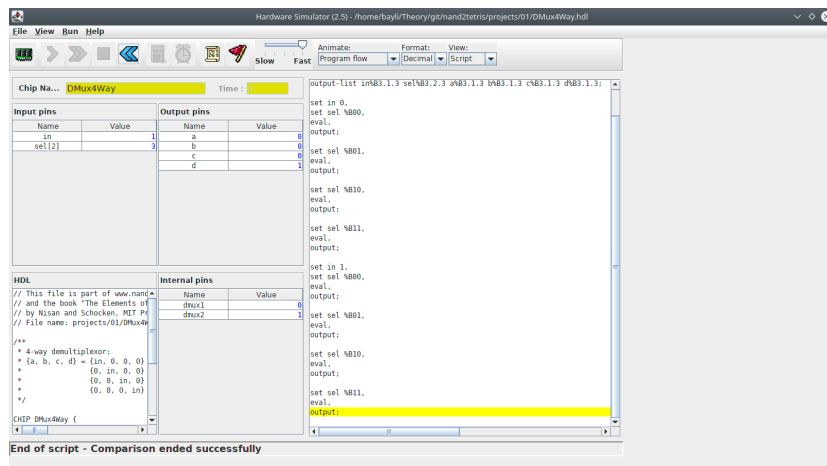 Hardware Simulator (2.5) - /home/bayli/Theory/git/nand2tetris/projects/01/DMux4Way.hdl
File View Run Help
Slow Fast
Animate: Format: View:
Program flow Decimal Script
Chip Na... DMux4Way Time :
Input pins
Name Value
in 1
sel[2] 3
Output pins
Name Value
a 0
b 0
c 0
d 1
HDL
// This file is part of www.nand
// and the book "The Elements of
// by Nisan and Schocken, MIT Pr
// File name: projects/01/DMux4W
/**
* 4-way demultiplexor:
* {a, b, c, d} = {in, 0, 0, 0}
* {0, in, 0, 0}
* {0, 0, in, 0}
* {0, 0, 0, in}
*/
CHIP DMux4Way {
Internal pins
Name Value
dmux1 0
dmux2 1
output-list in%B3.1.3 sel%B3.2.3 a%B3.1.3 b%B3.1.3 c%B3.1.3 d%B3.1.3;
set in 0,
set sel %B00,
eval,
output;
set sel %B01,
eval,
output;
set sel %B10,
eval,
output;
set sel %B11,
eval,
output;
set in 1,
set sel %B00,
eval,
output;
set sel %B01,
eval,
output;
set sel %B10,
eval,
output;
set sel %B11,
eval,
output;
End of script - Comparison ended successfully